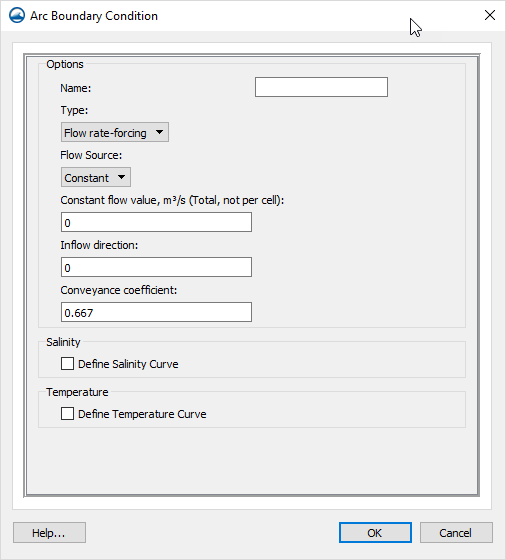 Arc Boundary Condition
Options
Name:
Type:
Flow rate-forcing
Flow Source:
Constant
Constant flow value, m³/s (Total, not per cell):
0
Inflow direction:
0
Conveyance coefficient:
0.667
Salinity
Define Salinity Curve
Temperature
Define Temperature Curve
Help... OK Cancel